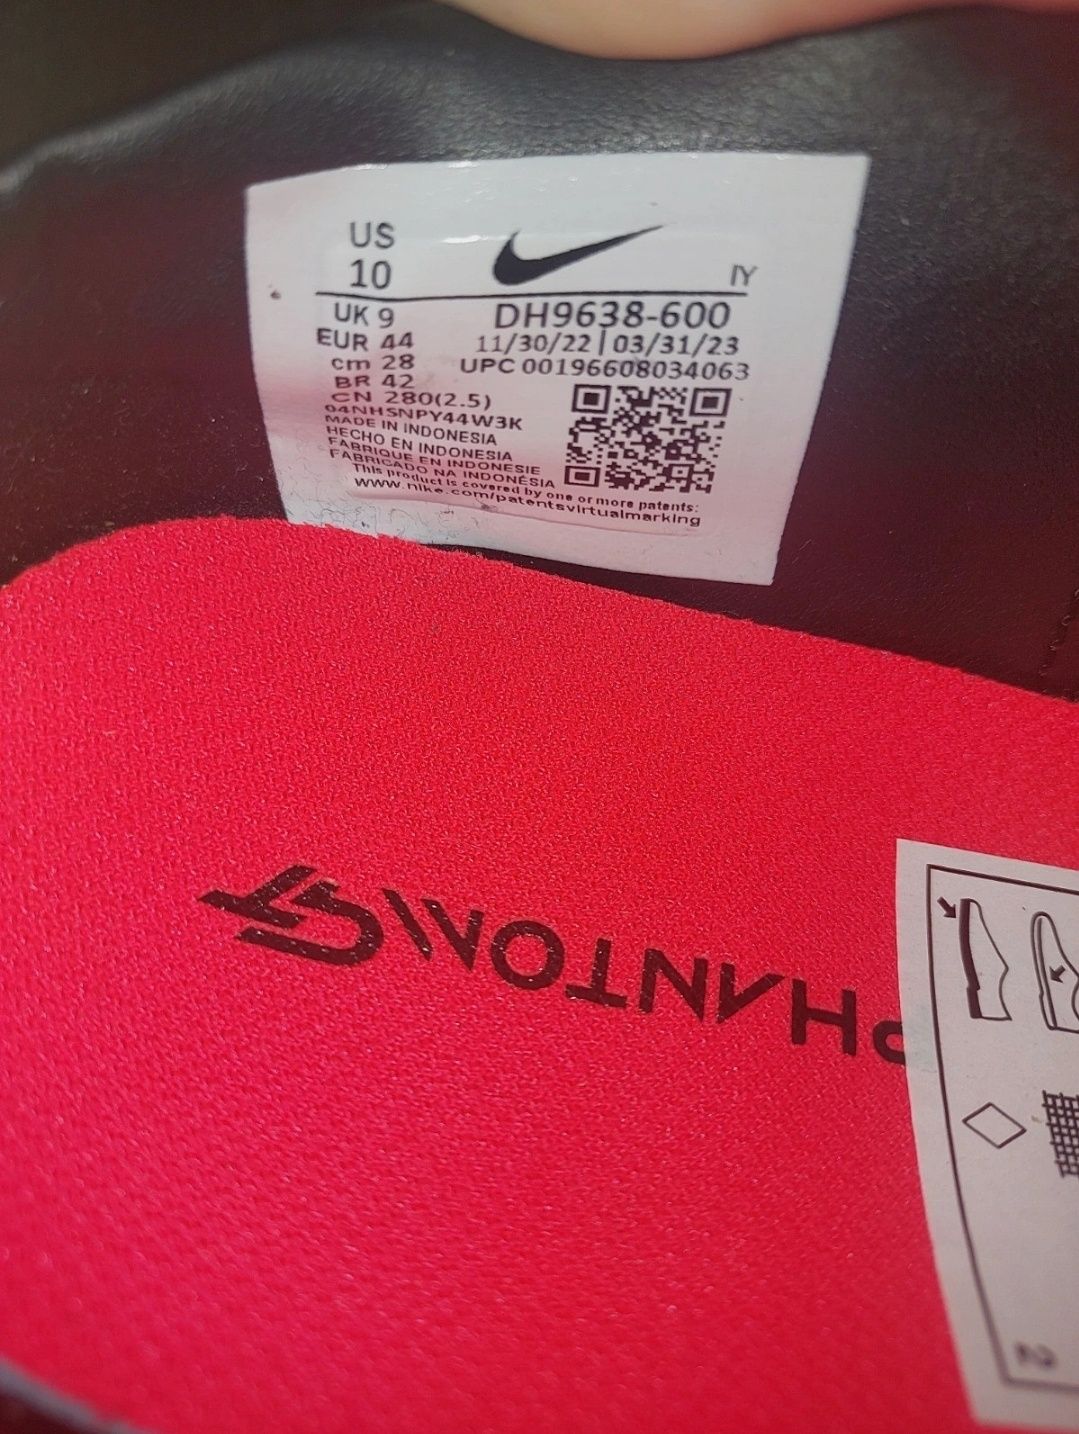 US
10
IY
UK 9
DH9638-600
EUR 44
11/30/22 | 03/31/23
cm 28
UPC 00196608034063
BR 42
CN 280(2.5)
04NHSNPY44W3K
MADE IN INDONESIA
HECHO EN INDONESIA
FABRIQUE EN INDONESIE
FABRICADO NA INDONÉSIA
This product is covered by one or more patents:
www.nike.com/patentsvirtualmarking
PHANTOM GT
2